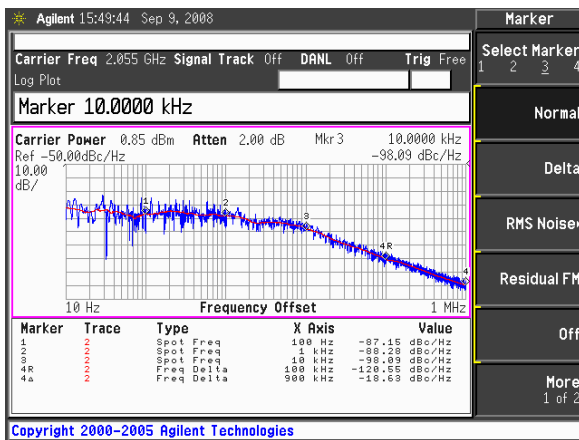 Agilent 15:49:44 Sep 9, 2008
Marker
Carrier Freq 2.055 GHz Signal Track Off DANL Off Trig Free
Log Plot
Select Marker
1 2 3 4
Marker 10.0000 kHz
Normal
Carrier Power 0.85 dBm Atten 2.00 dB Mkr3 10.0000 kHz
Ref -50.00dBc/Hz -98.09 dBc/Hz
10.00
dB/
Delta
1
2
3
4R
4
RMS Noise
Residual FM
10 Hz Frequency Offset 1 MHz
Marker Trace Type X Axis Value
1 2 Spot Freq 100 Hz -87.15 dBc/Hz
2 2 Spot Freq 1 kHz -88.28 dBc/Hz
3 2 Spot Freq 10 kHz -98.09 dBc/Hz
4R 2 Freq Delta 100 kHz -120.55 dBc/Hz
4△ 2 Freq Delta 900 kHz -18.63 dBc/Hz
Off
More
1 of 2
Copyright 2000-2005 Agilent Technologies